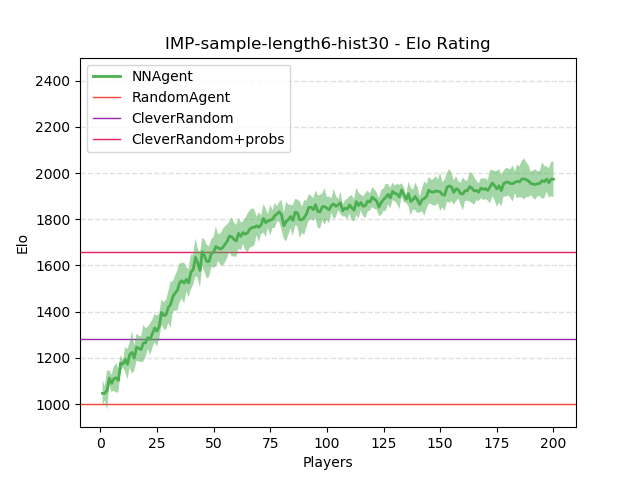 IMP-sample-length6-hist30 - Elo Rating
NNAgent
RandomAgent
CleverRandom
CleverRandom+probs
Elo
2400
2200
2000
1800
1600
1400
1200
1000
0 25 50 75 100 125 150 175 200
Players